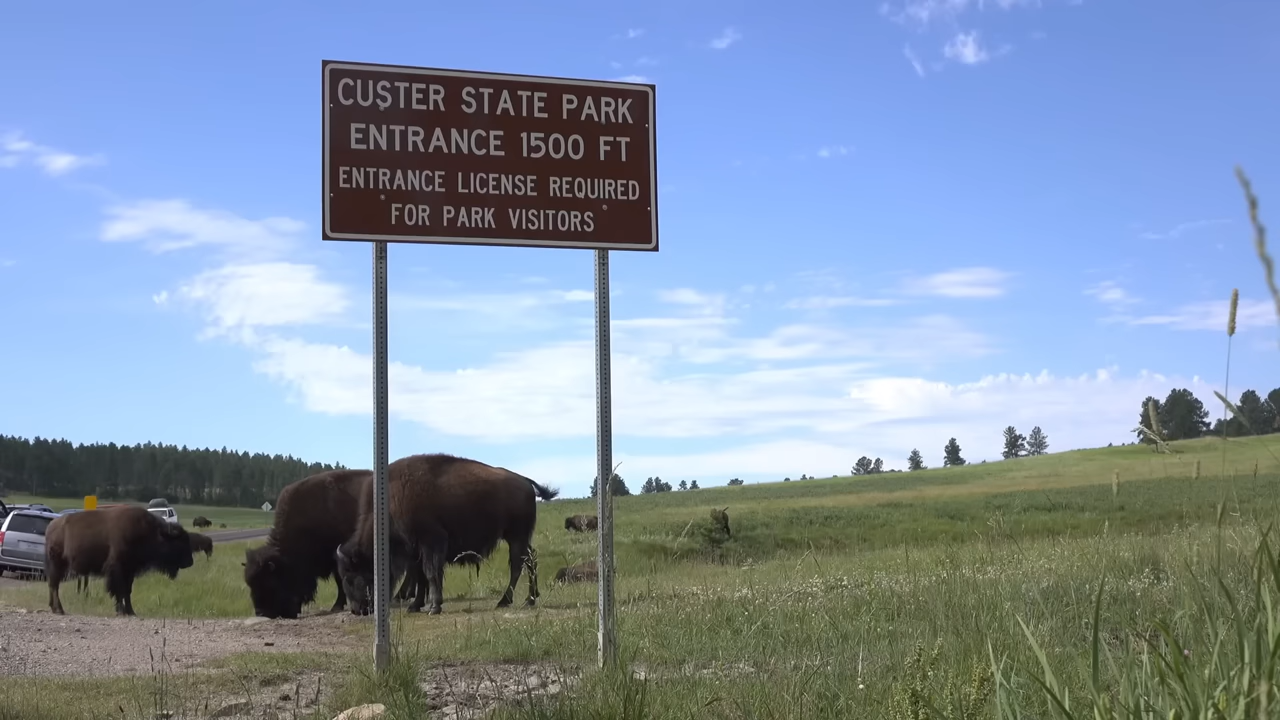 CUSTER STATE PARK
ENTRANCE 1500 FT
ENTRANCE LICENSE REQUIRED
FOR PARK VISITORS